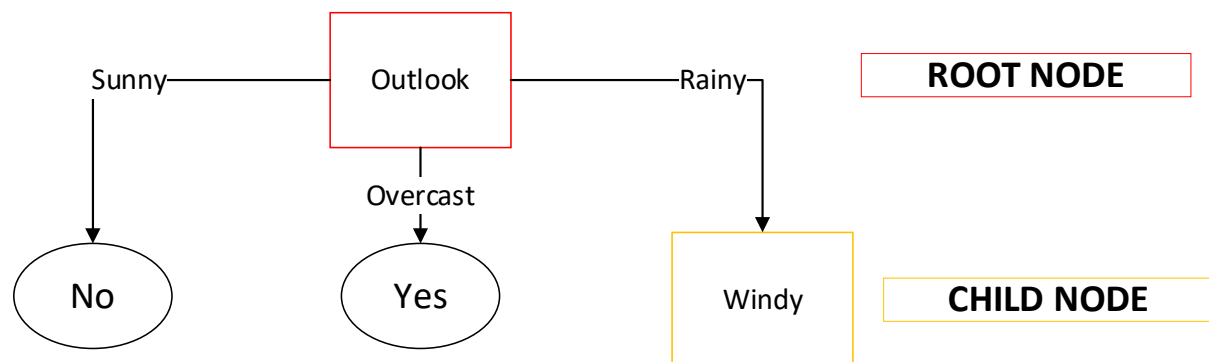 Sunny
Outlook
Rainy
ROOT NODE
Overcast
No
Yes
Windy
CHILD NODE